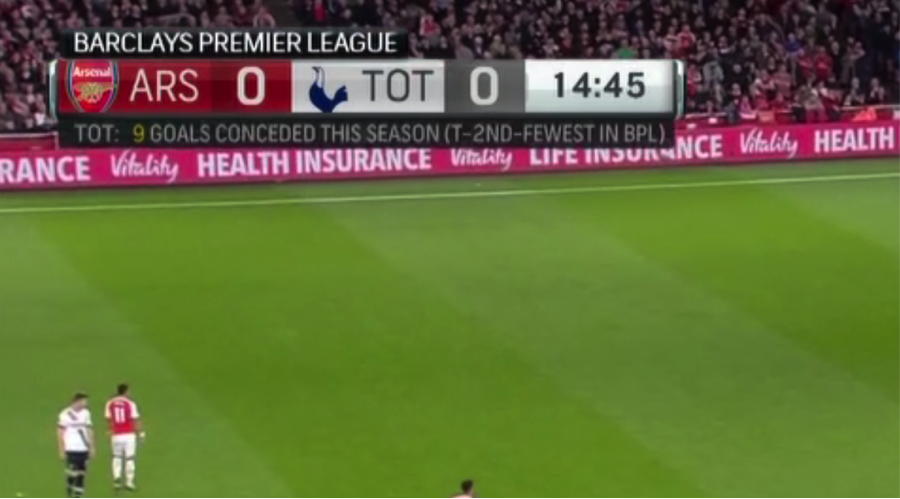 BARCLAYS PREMIER LEAGUE
Arsenal ARS 0 TOT 0 14:45
TOT: 9 GOALS CONCEDED THIS SEASON (T-2ND-FEWEST IN BPL)
RANCE Vitality HEALTH INSURANCE Vitality LIFE INSURANCE Vitality HEALTH
11